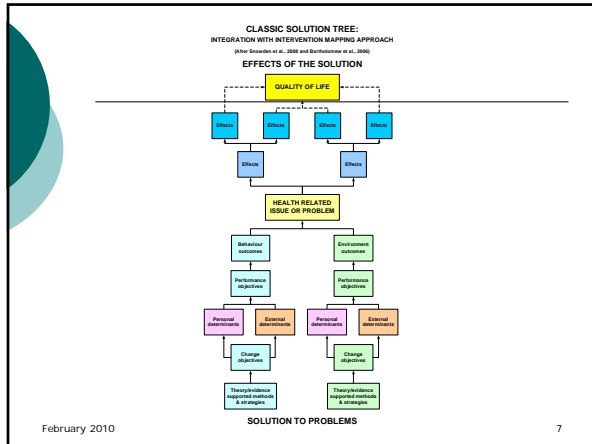 CLASSIC SOLUTION TREE:
INTEGRATION WITH INTERVENTION MAPPING APPROACH
(After Snowden et al., 2008 and Bartholomew et al., 2006)
EFFECTS OF THE SOLUTION
QUALITY OF LIFE
Effects
Effects
Effects
Effects
Effects
Effects
HEALTH RELATED
ISSUE OR PROBLEM
Behaviour
outcomes
Environment
outcomes
Performance
objectives
Performance
objectives
Personal
determinants
External
determinants
Personal
determinants
External
determinants
Change
objectives
Change
objectives
Theory/evidence
supported methods
& strategies
Theory/evidence
supported methods
& strategies
SOLUTION TO PROBLEMS
February 2010
7